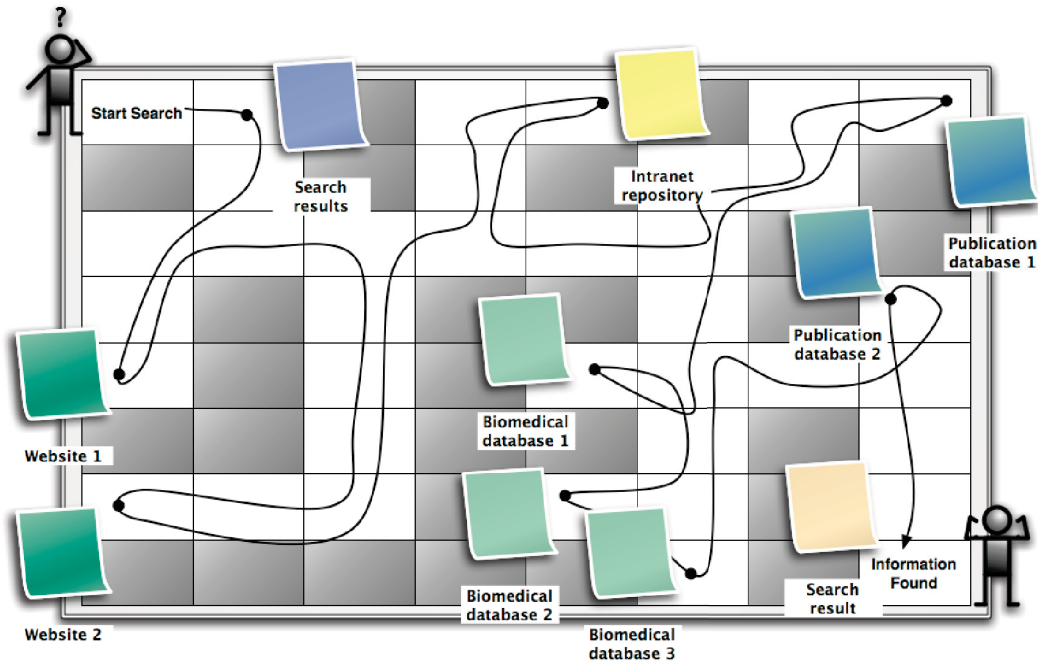 ?
Start Search
Search
results
Intranet
repository
Publication
database 1
Publication
database 2
Website 1
Biomedical
database 1
Website 2
Biomedical
database 2
Biomedical
database 3
Search
result
Information
Found